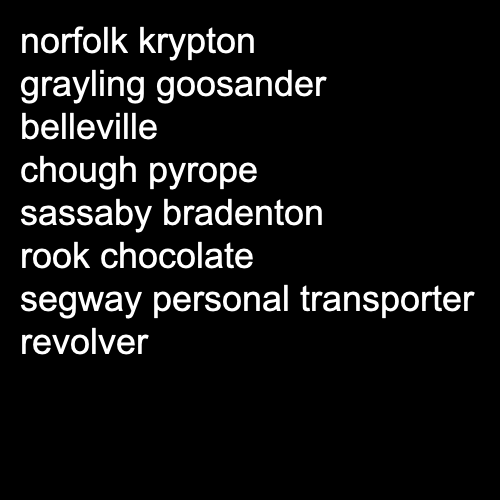 norfolk krypton
grayling goosander
belleville
chough pyrope
sassaby bradenton
rook chocolate
segway personal transporter
revolver